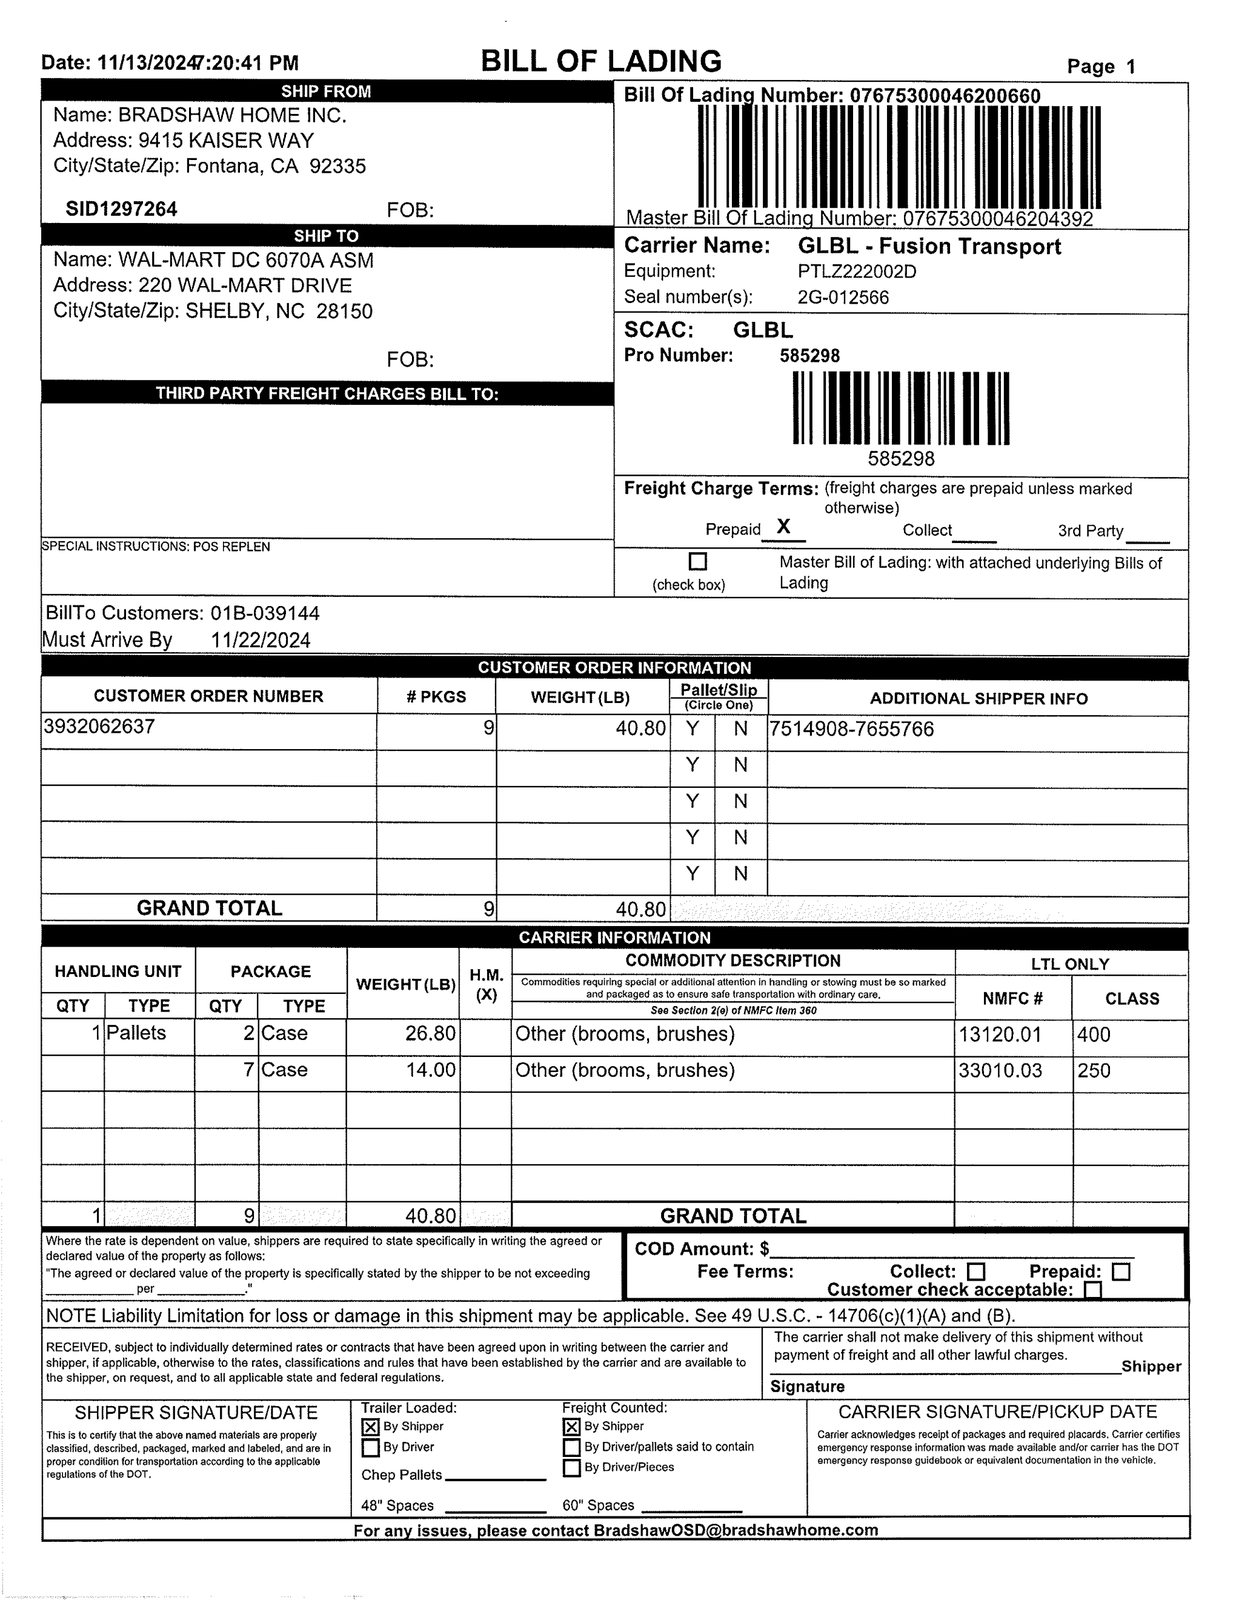 Date: 11/13/20247:20:41 PM
BILL OF LADING
Page 1
SHIP FROM
Name: BRADSHAW HOME INC.
Address: 9415 KAISER WAY
City/State/Zip: Fontana, CA 92335
SID1297264 FOB:
Bill Of Lading Number: 07675300046200660
Master Bill Of Lading Number: 07675300046204392
SHIP TO
Name: WAL-MART DC 6070A ASM
Address: 220 WAL-MART DRIVE
City/State/Zip: SHELBY, NC 28150
FOB:
Carrier Name: GLBL - Fusion Transport
Equipment: PTLZ222002D
Seal number(s): 2G-012566
SCAC: GLBL
Pro Number: 585298
585298
THIRD PARTY FREIGHT CHARGES BILL TO:
Freight Charge Terms: (freight charges are prepaid unless marked
otherwise)
Prepaid X Collect____ 3rd Party____
SPECIAL INSTRUCTIONS: POS REPLEN
☐ Master Bill of Lading: with attached underlying Bills of
(check box) Lading
BillTo Customers: 01B-039144
Must Arrive By 11/22/2024
CUSTOMER ORDER INFORMATION
CUSTOMER ORDER NUMBER # PKGS WEIGHT (LB) Pallet/Slip (Circle One) ADDITIONAL SHIPPER INFO
3932062637 9 40.80 Y N 7514908-7655766
Y N
Y N
Y N
Y N
GRAND TOTAL 9 40.80
CARRIER INFORMATION
HANDLING UNIT PACKAGE WEIGHT (LB) H.M. (X) COMMODITY DESCRIPTION LTL ONLY
Commodities requiring special or additional attention in handling or stowing must be so marked
and packaged as to ensure safe transportation with ordinary care.
See Section 2(e) of NMFC Item 360
QTY TYPE QTY TYPE NMFC # CLASS
1 Pallets 2 Case 26.80 Other (brooms, brushes) 13120.01 400
7 Case 14.00 Other (brooms, brushes) 33010.03 250
1 9 40.80 GRAND TOTAL
Where the rate is dependent on value, shippers are required to state specifically in writing the agreed or
declared value of the property as follows:
"The agreed or declared value of the property is specifically stated by the shipper to be not exceeding
____________ per ____________."
COD Amount: $____________
Fee Terms: Collect: ☐ Prepaid: ☐
Customer check acceptable: ☐
NOTE Liability Limitation for loss or damage in this shipment may be applicable. See 49 U.S.C. - 14706(c)(1)(A) and (B).
RECEIVED, subject to individually determined rates or contracts that have been agreed upon in writing between the carrier and
shipper, if applicable, otherwise to the rates, classifications and rules that have been established by the carrier and are available to
the shipper, on request, and to all applicable state and federal regulations.
The carrier shall not make delivery of this shipment without
payment of freight and all other lawful charges.
____________Shipper
Signature
SHIPPER SIGNATURE/DATE
This is to certify that the above named materials are properly
classified, described, packaged, marked and labeled, and are in
proper condition for transportation according to the applicable
regulations of the DOT.
Trailer Loaded:
☒ By Shipper
☐ By Driver
Chep Pallets____________
48" Spaces ____________
Freight Counted:
☒ By Shipper
☐ By Driver/pallets said to contain
☐ By Driver/Pieces
60" Spaces ____________
CARRIER SIGNATURE/PICKUP DATE
Carrier acknowledges receipt of packages and required placards. Carrier certifies
emergency response information was made available and/or carrier has the DOT
emergency response guidebook or equivalent documentation in the vehicle.
For any issues, please contact BradshawOSD@bradshawhome.com